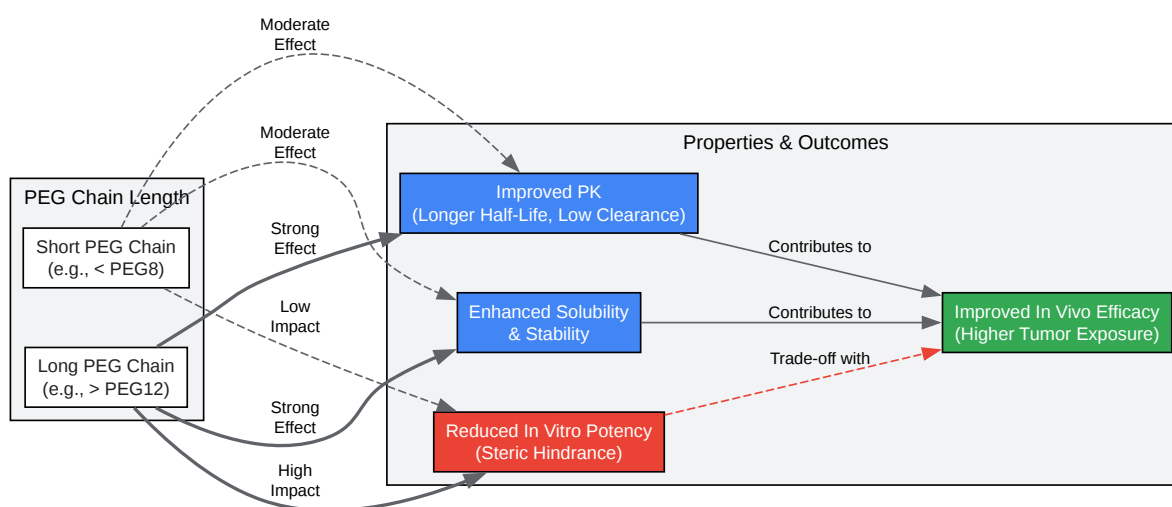 Moderate
Effect
Moderate
Effect
Properties & Outcomes
PEG Chain Length
Improved PK
(Longer Half-Life, Low Clearance)
Short PEG Chain
(e.g., < PEG8)
Strong
Effect
Contributes to
Low
Impact
Enhanced Solubility
& Stability
Contributes to
Improved In Vivo Efficacy
(Higher Tumor Exposure)
Long PEG Chain
(e.g., > PEG12)
Trade-off with
Strong
Effect
Reduced In Vitro Potency
(Steric Hindrance)
High
Impact